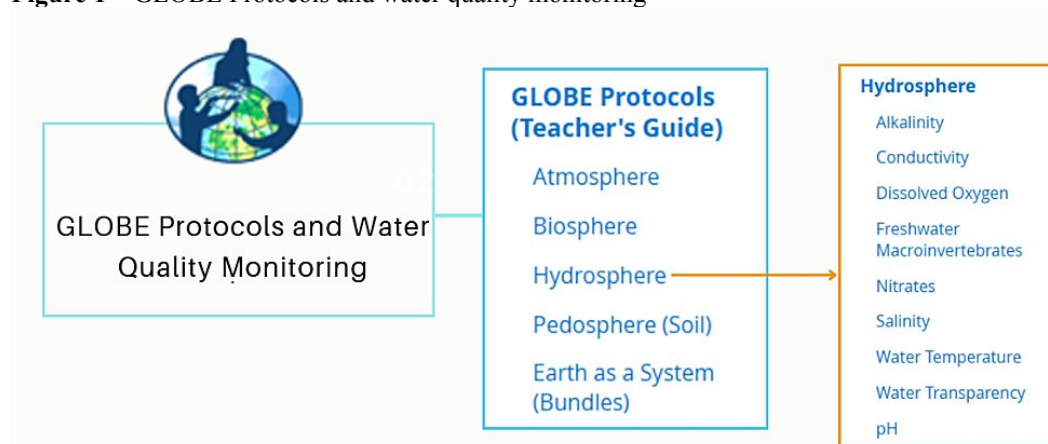 Figure 1 – GLOBE Protocols and water quality monitoring
GLOBE Protocols and Water
Quality Monitoring
GLOBE Protocols
(Teacher's Guide)
Atmosphere
Biosphere
Hydrosphere
Pedosphere (Soil)
Earth as a System
(Bundles)
Hydrosphere
Alkalinity
Conductivity
Dissolved Oxygen
Freshwater
Macroinvertebrates
Nitrates
Salinity
Water Temperature
Water Transparency
pH